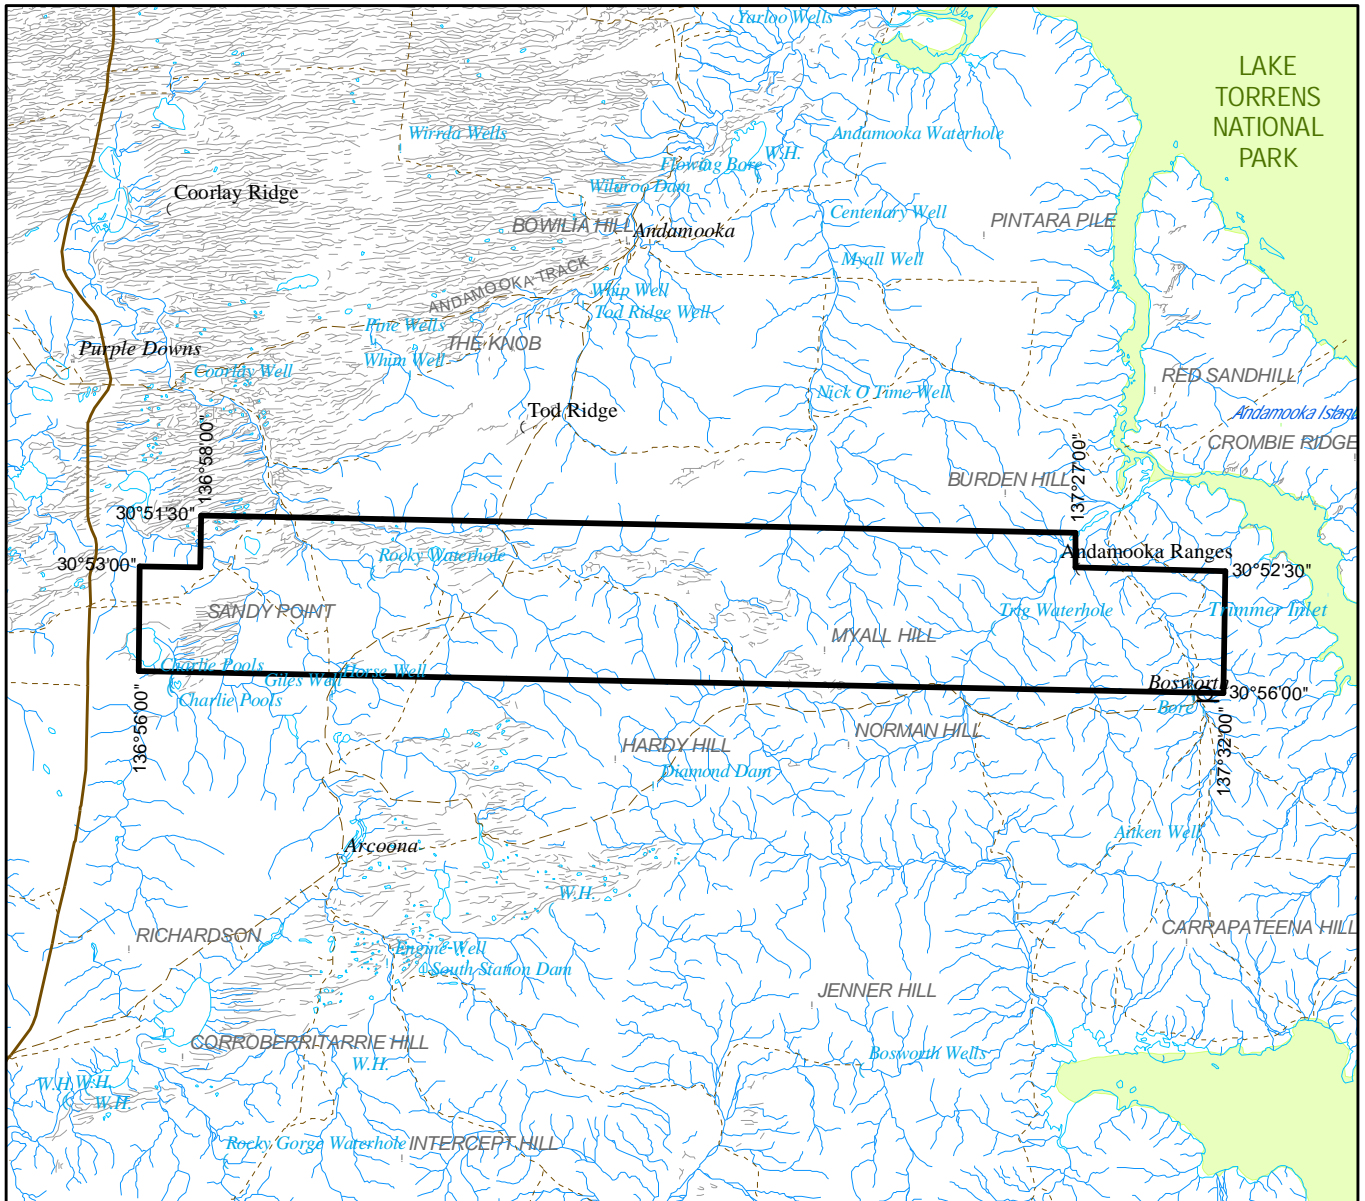 Yarloo Wells
LAKE
TORRENS
NATIONAL
PARK
Wirrda Wells
Andamooka Waterhole
W.H.
Flowing Bore
Coorlay Ridge
Wiluroo Dam
Centenary Well
PINTARA PILE
BOWILIA HILL
Andamooka
Myall Well
ANDAMOOKA TRACK
Whip Well
Tod Ridge Well
Pine Wells
THE KNOB
Purple Downs
Whim Well
Coorlay Well
RED SANDHILL
Nick O Time Well
Andamooka Island
Tod Ridge
CROMBIE RIDGE
136°58'00"
137°27'00"
BURDEN HILL
30°51'30"
Rocky Waterhole
Andamooka Ranges
30°53'00"
30°52'30"
SANDY POINT
Trig Waterhole
Trimmer Inlet
MYALL HILL
Charlie Pools
Horse Well
Giles Well
Bosworth
30°56'00"
Charlie Pools
Bore
136°56'00"
137°32'00"
NORMAN HILL
HARDY HILL
Diamond Dam
Aitken Well
Arcoona
W.H.
RICHARDSON
CARRAPATEENA HILL
Engine Well
South Station Dam
JENNER HILL
CORROBERRITARRIE HILL
W.H.
Bosworth Wells
W.H.
W.H.
W.H.
Rocky Gorge Waterhole
INTERCEPT HILL